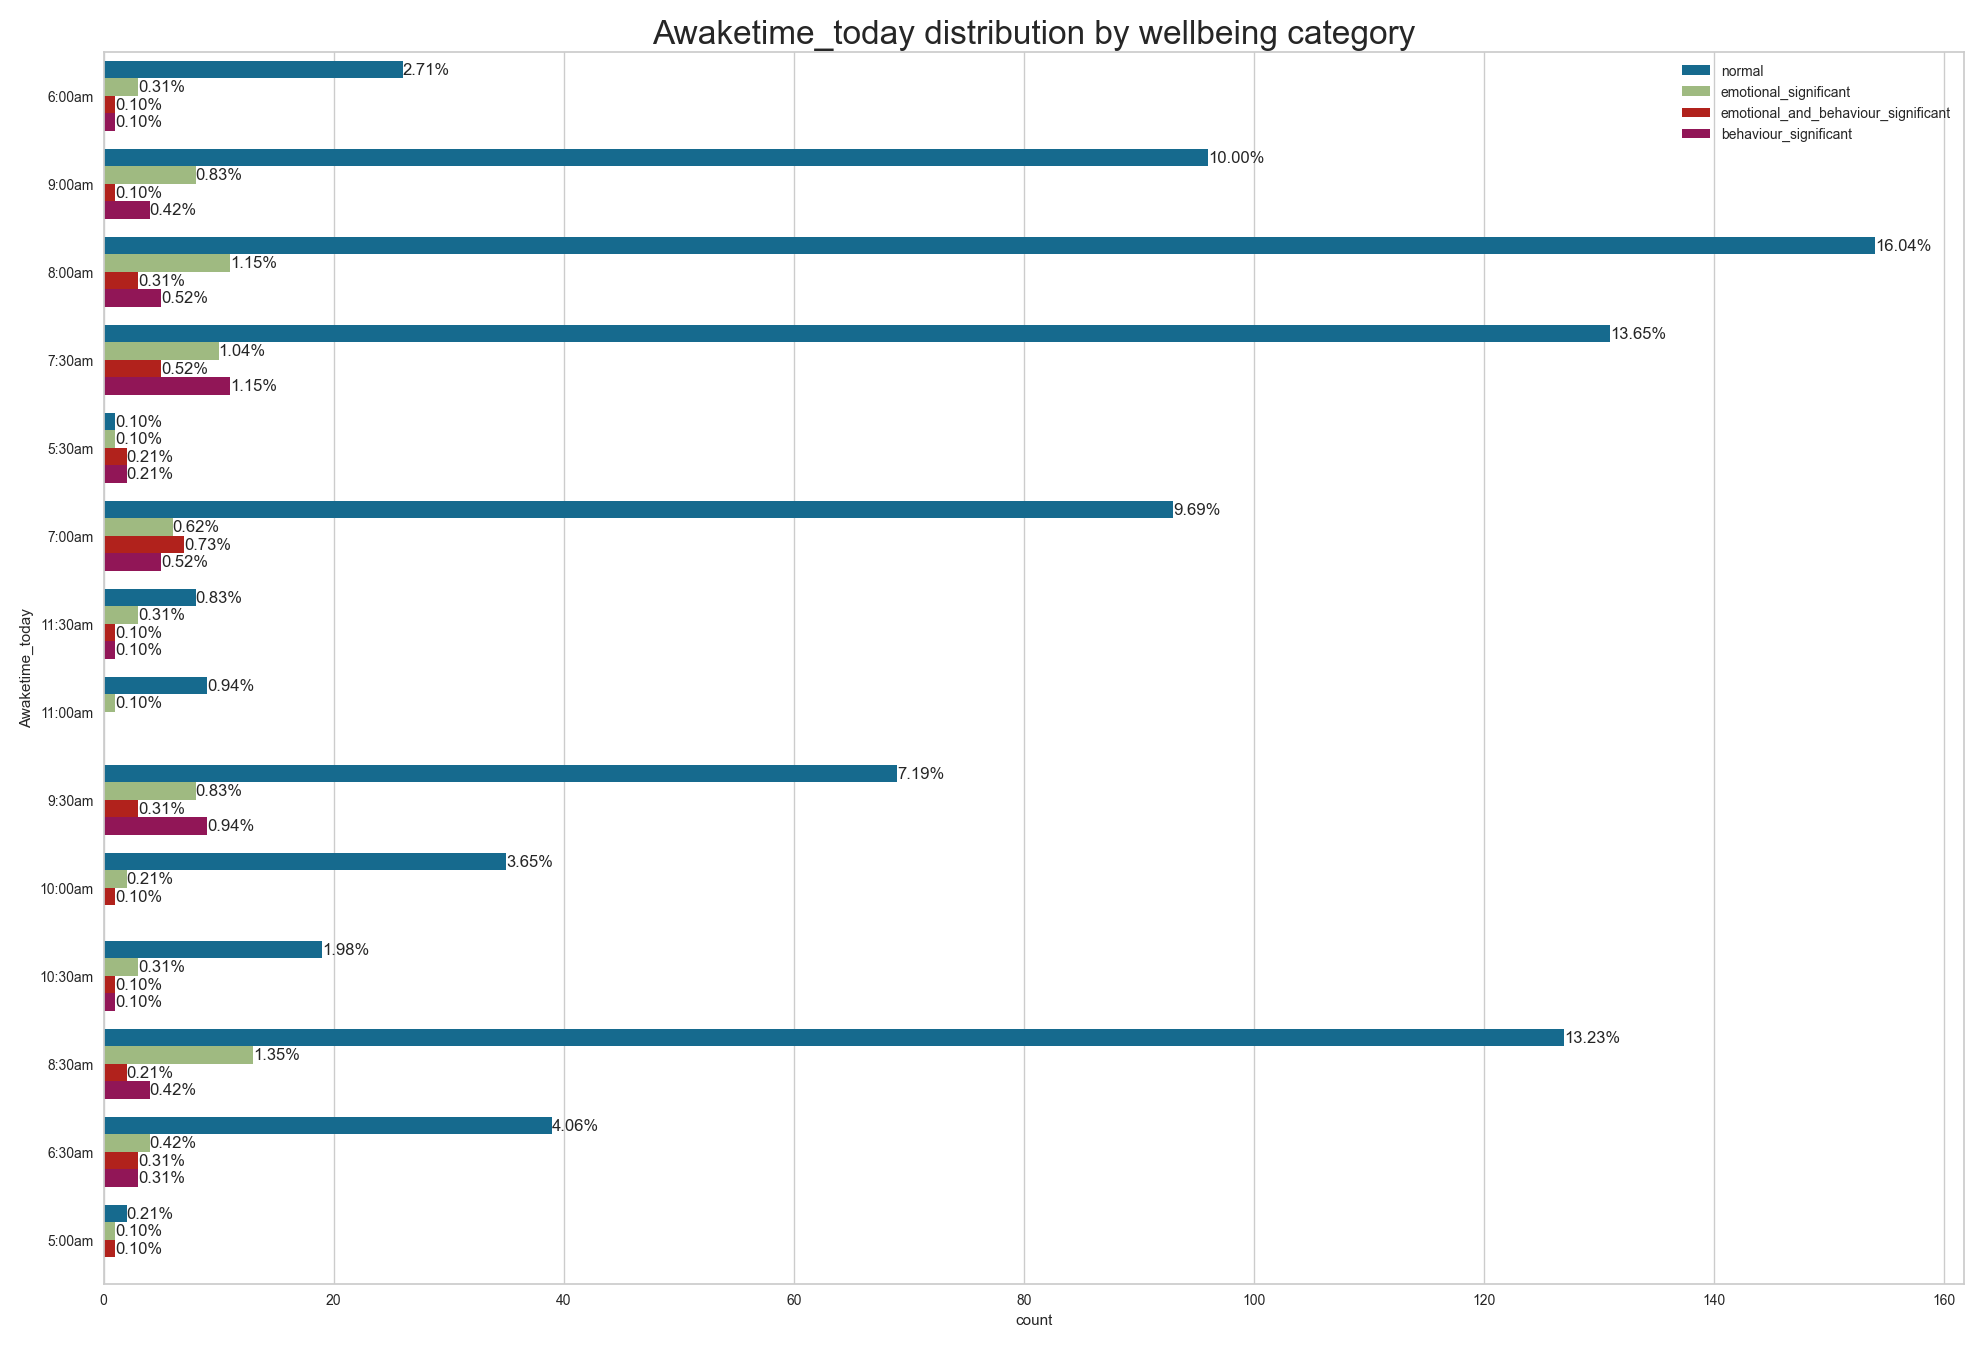 Awaketime_today distribution by wellbeing category
normal
emotional_significant
emotional_and_behaviour_significant
behaviour_significant
Awaketime_today
6:00am
2.71%
0.31%
0.10%
0.10%
9:00am
10.00%
0.83%
0.10%
0.42%
8:00am
16.04%
1.15%
0.31%
0.52%
7:30am
13.65%
1.04%
0.52%
1.15%
5:30am
0.10%
0.10%
0.21%
0.21%
7:00am
9.69%
0.62%
0.73%
0.52%
11:30am
0.83%
0.31%
0.10%
0.10%
11:00am
0.94%
0.10%
9:30am
7.19%
0.83%
0.31%
0.94%
10:00am
3.65%
0.21%
0.10%
10:30am
1.98%
0.31%
0.10%
0.10%
8:30am
13.23%
1.35%
0.21%
0.42%
6:30am
4.06%
0.42%
0.31%
0.31%
5:00am
0.21%
0.10%
0.10%
0 20 40 60 80 100 120 140 160
count